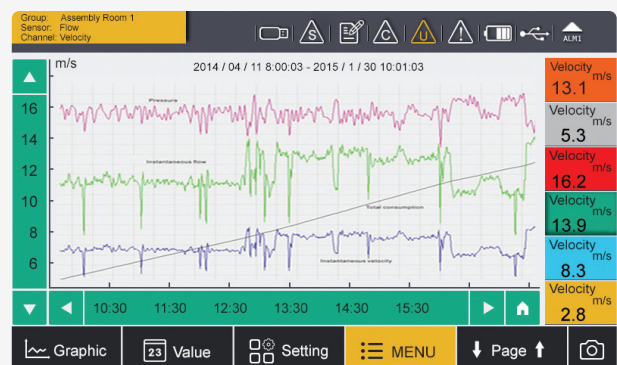 Group: Assembly Room 1
Sensor: Flow
Channel: Velocity
S
C
U
ALM1
m/s
2014 / 04 / 11 8:00:03 - 2015 / 1 / 30 10:01:03
16
14
12
10
8
6
Pressure
Instantaneous flow
Total consumption
Instantaneous velocity
Velocity m/s
13.1
Velocity m/s
5.3
Velocity m/s
16.2
Velocity m/s
13.9
Velocity m/s
8.3
Velocity m/s
2.8
10:30 11:30 12:30 13:30 14:30 15:30
Graphic
23 Value
Setting
MENU
Page